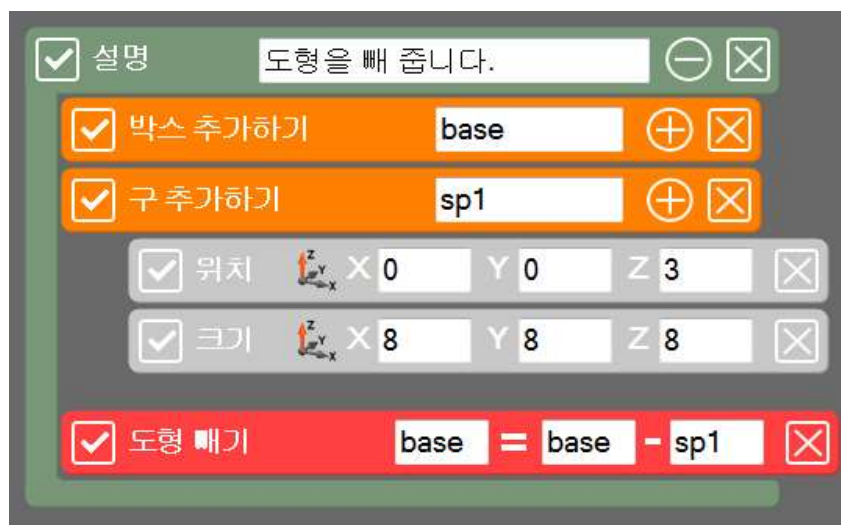 설명 도형을 빼 줍니다.
박스 추가하기 base
구 추가하기 sp1
위치 Z Y X X 0 Y 0 Z 3
크기 Z Y X X 8 Y 8 Z 8
도형 빼기 base = base - sp1